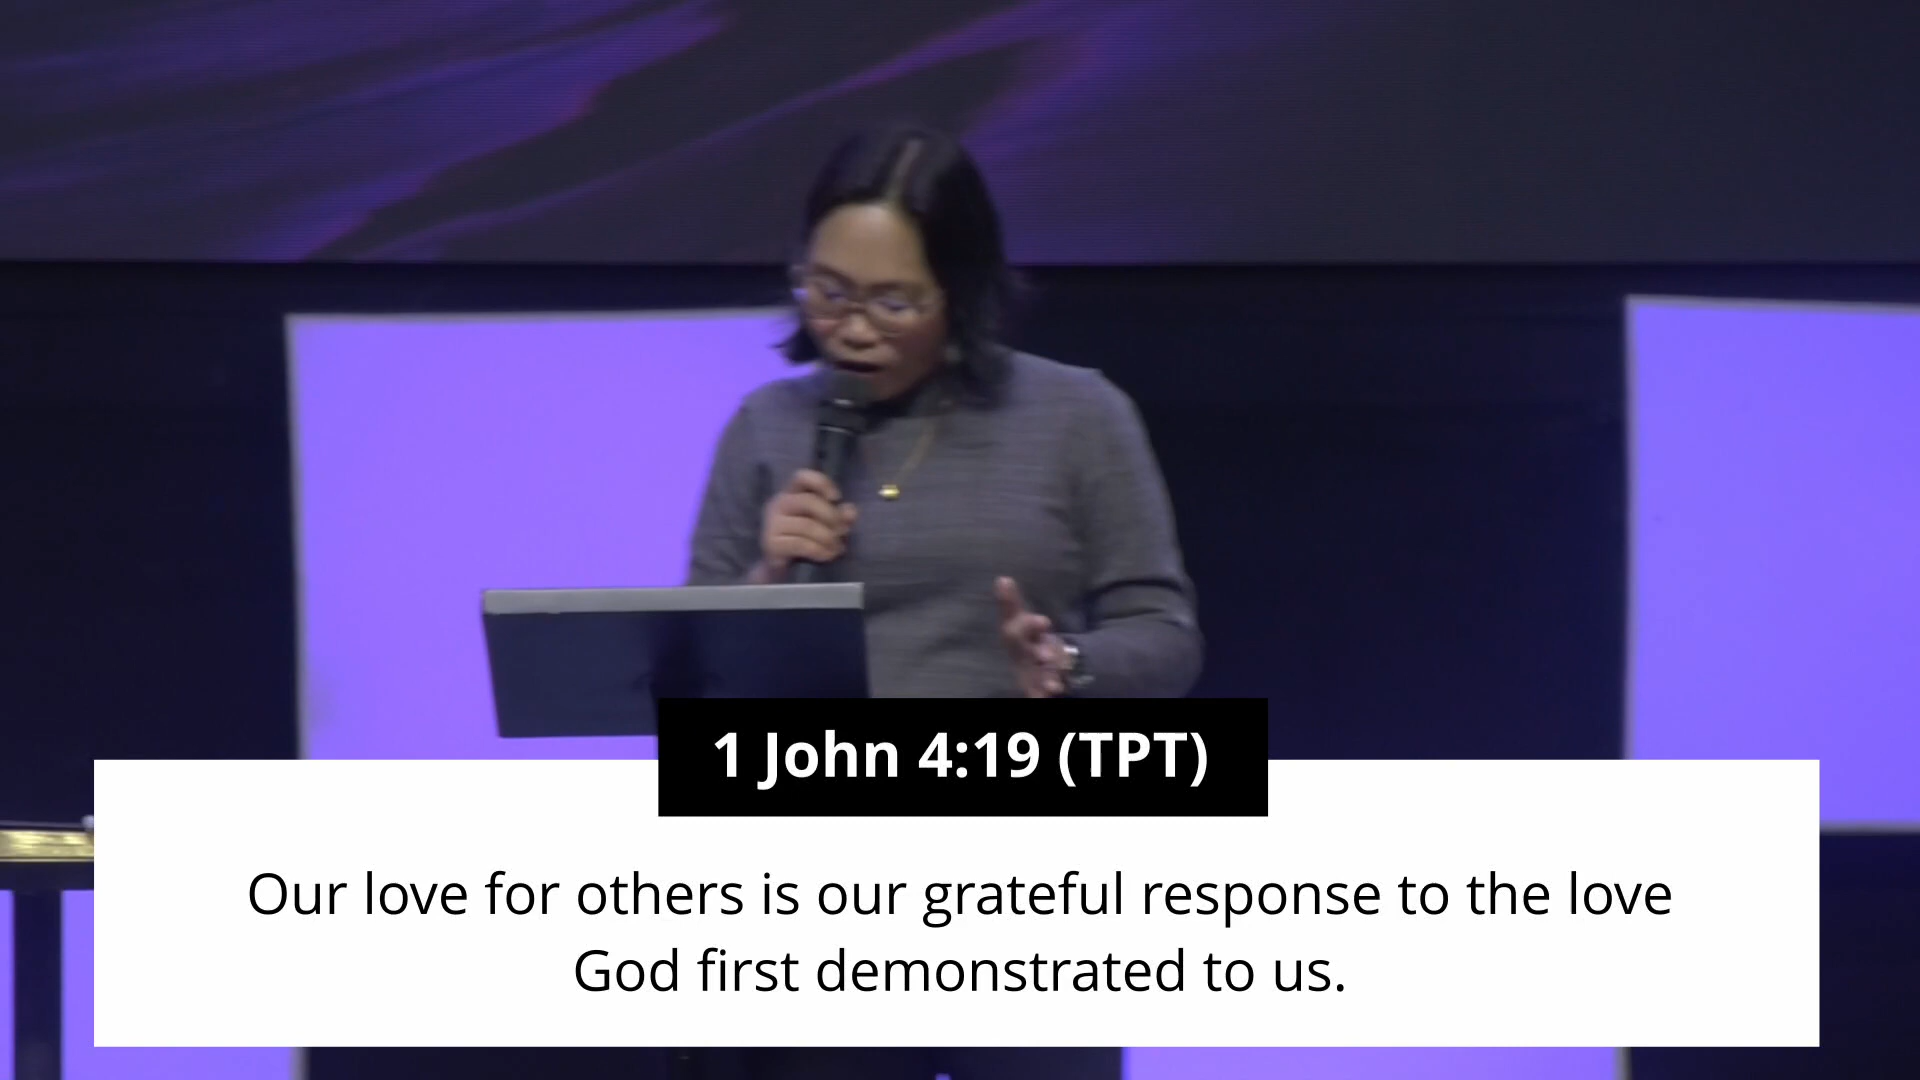 1 John 4:19 (TPT)
Our love for others is our grateful response to the love
God first demonstrated to us.